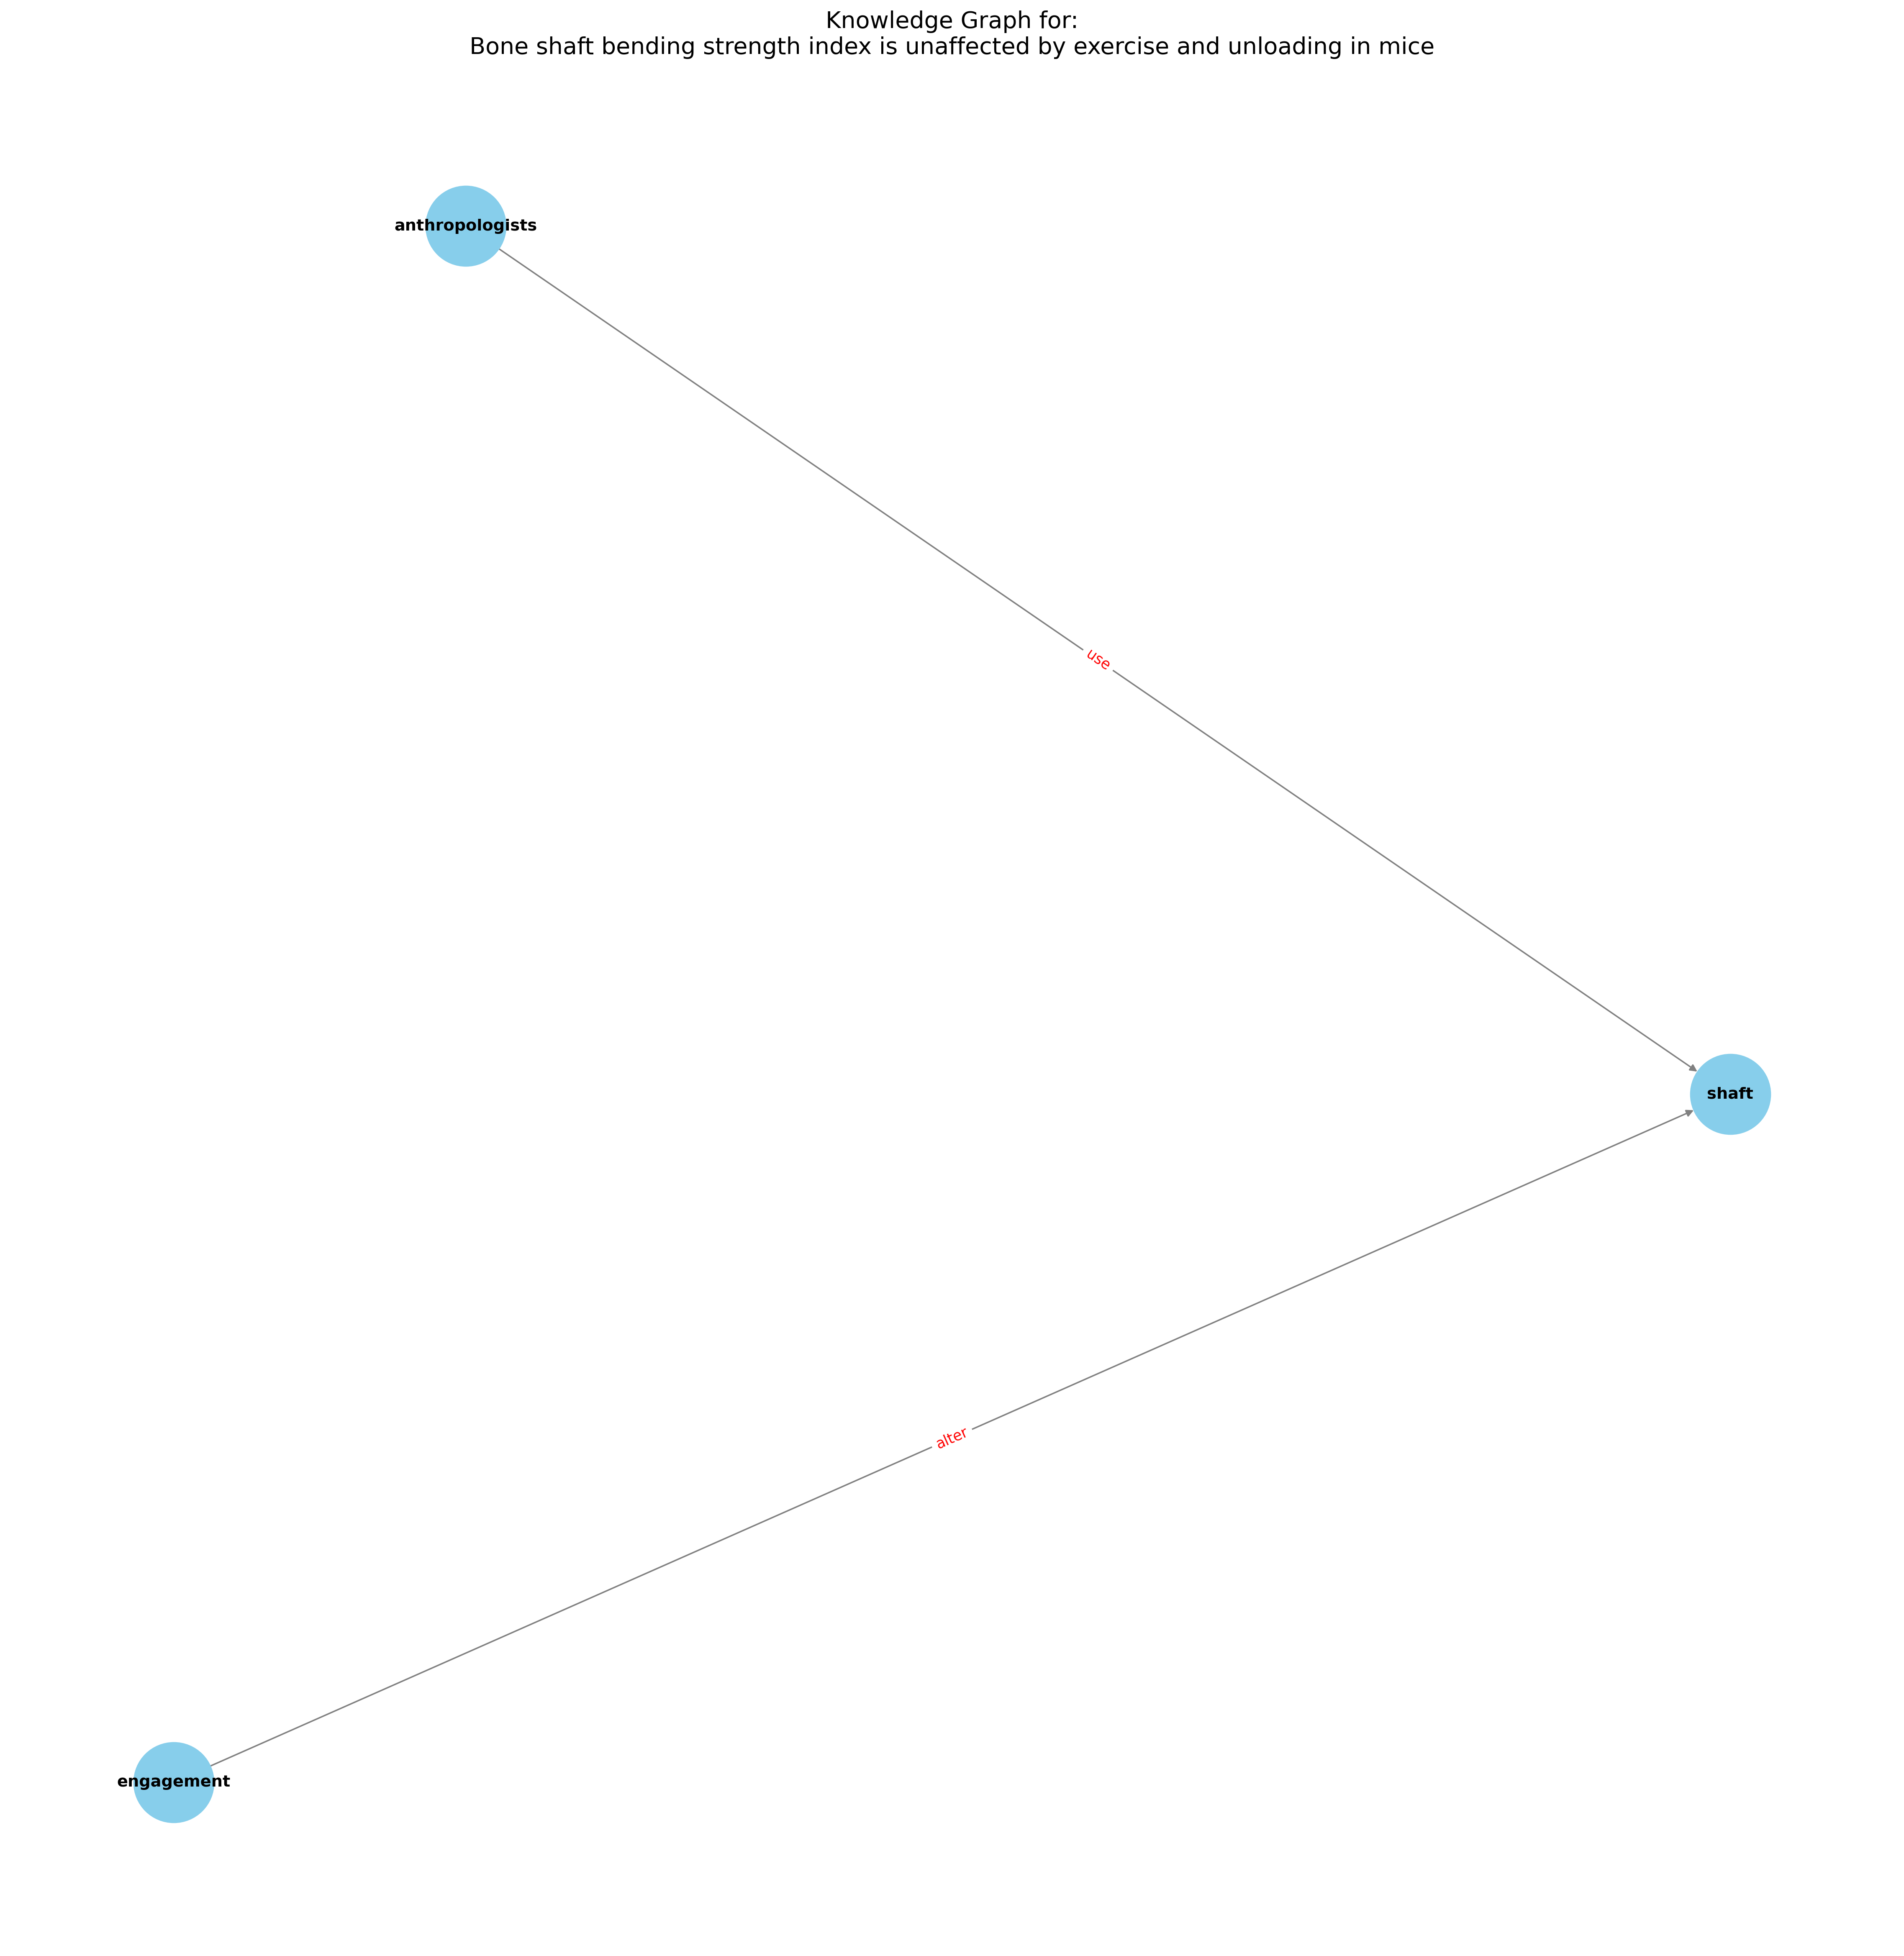 Knowledge Graph for:
Bone shaft bending strength index is unaffected by exercise and unloading in mice
anthropologists
use
shaft
alter
engagement